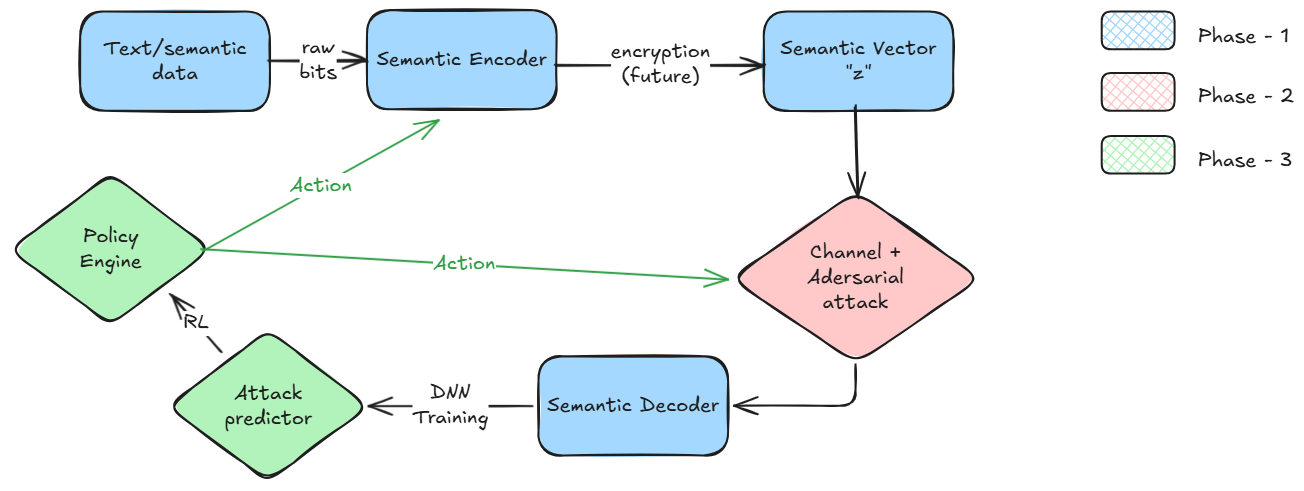 Text/semantic
data
raw
bits
Semantic Encoder
encryption
(future)
Semantic Vector
"z"
Phase - 1
Phase - 2
Phase - 3
Action
Policy
Engine
Action
Channel +
Adersarial
attack
RL
Attack
predictor
DNN
Training
Semantic Decoder